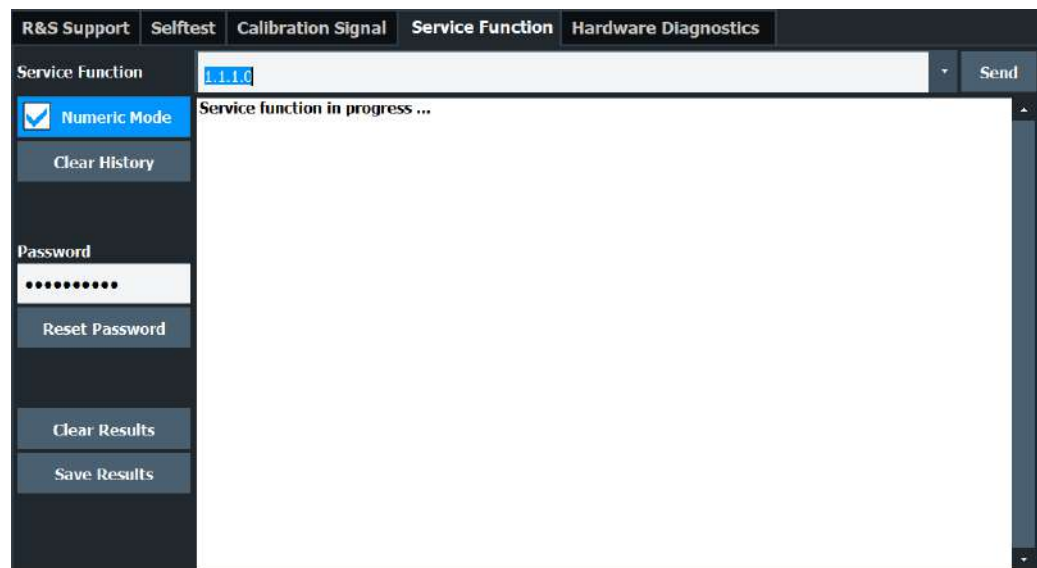 R&S Support Selftest Calibration Signal Service Function Hardware Diagnostics
Service Function 1.1.1.0 Send
Numeric Mode
Service function in progress ...
Clear History
Password
••••••••••
Reset Password
Clear Results
Save Results